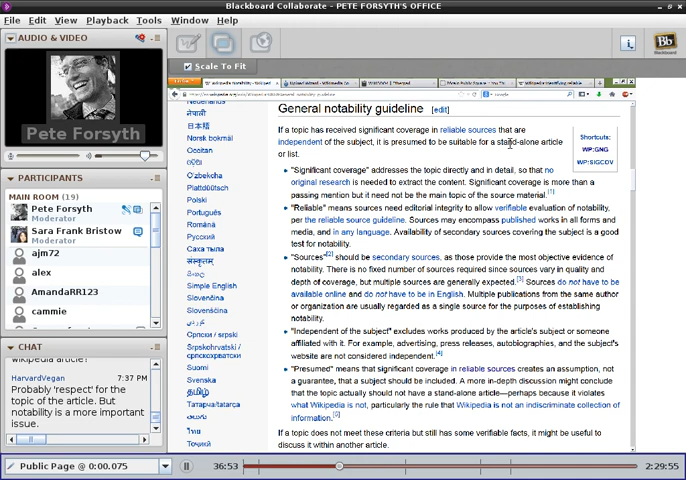 Blackboard Collaborate - PETE FORSYTH'S OFFICE
File Edit View Playback Tools Window Help
AUDIO & VIDEO
Pete Forsyth
PARTICIPANTS
MAIN ROOM (19)
Pete Forsyth
Moderator
Sara Frank Bristow
Moderator
ajm72
alex
AmandaRR123
cammie
CHAT
wikipedia article?
HarvardVegan 7:37 PM
Probably 'respect' for the
topic of the article. But
notability is a more important
issue.
Scale To Fit
i
Bb
Nederlands
नेपाली
日本語
Norsk bokmål
Occitan
O'zbekcha
Plattdüütsch
Polski
Português
Română
Русский
Саха тыла
संस्कृतम्
සිංහල
Simple English
Slovenčina
Slovenščina
کوردی
Српски / srpski
Srpskohrvatski /
српскохрватски
Suomi
Svenska
தமிழ்
Татарча/tatarça
ไทย
Тоҷикӣ
General notability guideline [edit]
If a topic has received significant coverage in reliable sources that are
independent of the subject, it is presumed to be suitable for a stand-alone article
or list.
Shortcuts:
WP:GNG
WP:SIGCOV
"Significant coverage" addresses the topic directly and in detail, so that no
original research is needed to extract the content. Significant coverage is more than a
passing mention but it need not be the main topic of the source material.[1]
"Reliable" means sources need editorial integrity to allow verifiable evaluation of notability,
per the reliable source guideline. Sources may encompass published works in all forms and
media, and in any language. Availability of secondary sources covering the subject is a good
test for notability.
"Sources"[2] should be secondary sources, as those provide the most objective evidence of
notability. There is no fixed number of sources required since sources vary in quality and
depth of coverage, but multiple sources are generally expected.[3] Sources do not have to be
available online and do not have to be in English. Multiple publications from the same author
or organization are usually regarded as a single source for the purposes of establishing
notability.
"Independent of the subject" excludes works produced by the article's subject or someone
affiliated with it. For example, advertising, press releases, autobiographies, and the subject's
website are not considered independent.[4]
"Presumed" means that significant coverage in reliable sources creates an assumption, not
a guarantee, that a subject should be included. A more in-depth discussion might conclude
that the topic actually should not have a stand-alone article—perhaps because it violates
what Wikipedia is not, particularly the rule that Wikipedia is not an indiscriminate collection of
information.[5]
If a topic does not meet these criteria but still has some verifiable facts, it might be useful to
discuss it within another article.
Public Page @ 0:00.075
36:53
2:29:55